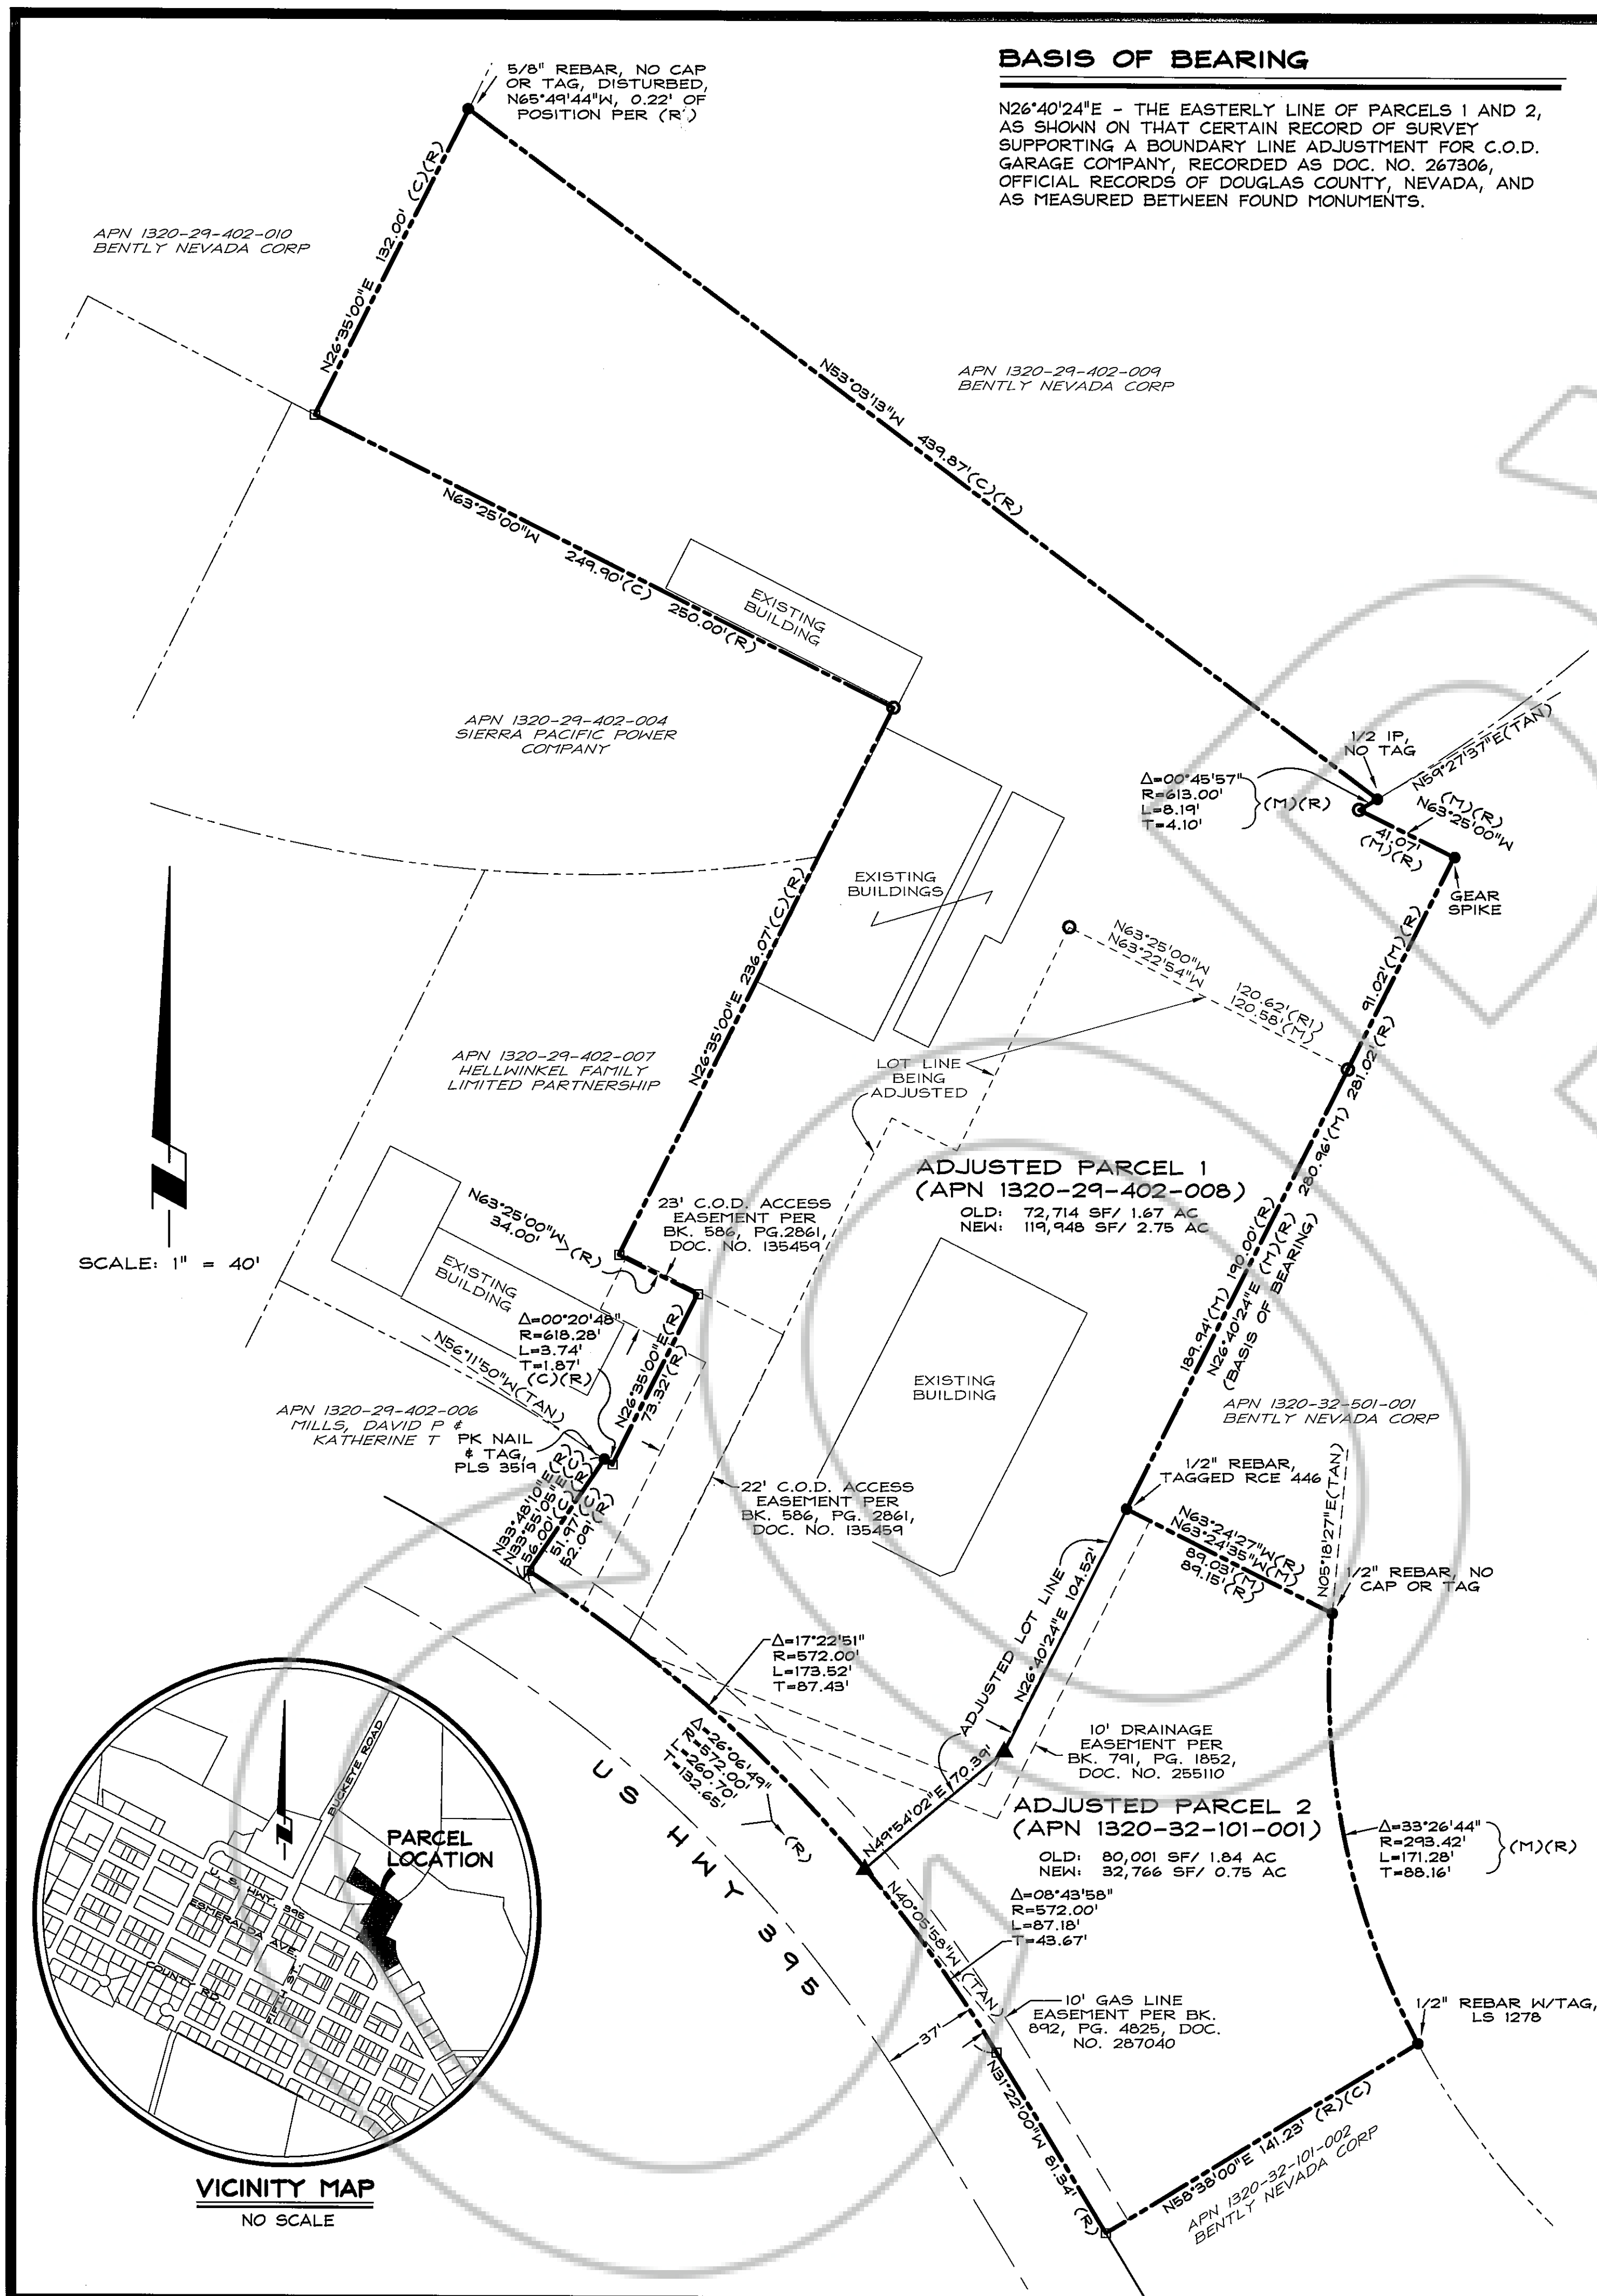 BASIS OF BEARING
N26°40'24"E - THE EASTERLY LINE OF PARCELS 1 AND 2,
AS SHOWN ON THAT CERTAIN RECORD OF SURVEY
SUPPORTING A BOUNDARY LINE ADJUSTMENT FOR C.O.D.
GARAGE COMPANY, RECORDED AS DOC. NO. 267306,
OFFICIAL RECORDS OF DOUGLAS COUNTY, NEVADA, AND
AS MEASURED BETWEEN FOUND MONUMENTS.
5/8" REBAR, NO CAP
OR TAG, DISTURBED,
N65°49'44"W, 0.22' OF
POSITION PER (R')
N26°35'00"E 132.00' (C)(R)
APN 1320-29-402-010
BENTLY NEVADA CORP
N53°03'13"W 439.87'(C)(R)
APN 1320-29-402-009
BENTLY NEVADA CORP
N63°25'00"W 249.90'(C) 250.00'(R)
EXISTING
BUILDING
APN 1320-29-402-004
SIERRA PACIFIC POWER
COMPANY
1/2 IP,
NO TAG
N59°27'37"E(TAN)
Δ=00°45'57"
R=613.00'
L=8.19'
T=4.10'
(M)(R)
(M)(R)
N63°25'00"W
41.07'
(M)(R)
GEAR
SPIKE
EXISTING
BUILDINGS
N26°35'00"E 236.07'(C)(R)
91.02'(M)(R)
N63°25'00"W
N63°22'54"W
120.62'(R1)
120.58'(M)
280.96'(M) 281.02'(R)
APN 1320-29-402-007
HELLWINKEL FAMILY
LIMITED PARTNERSHIP
LOT LINE
BEING
ADJUSTED
ADJUSTED PARCEL 1
(APN 1320-29-402-008)
OLD: 72,714 SF/ 1.67 AC
NEW: 119,948 SF/ 2.75 AC
SCALE: 1" = 40'
N63°25'00"W
34.00'
(R)
23' C.O.D. ACCESS
EASEMENT PER
BK. 586, PG.2861,
DOC. NO. 135459
EXISTING
BUILDING
Δ=00°20'48"
R=618.28'
L=3.74'
T=1.87'
(C)(R)
N56°11'50"W(TAN)
N26°35'00"E(R)
73.32'(R)
189.94'(M) 190.00'(R)
N26°40'24"E (M)(R)
(BASIS OF BEARING)
EXISTING
BUILDING
APN 1320-32-501-001
BENTLY NEVADA CORP
APN 1320-29-402-006
MILLS, DAVID P &
KATHERINE T
PK NAIL
& TAG,
PLS 3519
N33°48'10"E(R)
N33°55'05"E(C)
56.00'(C)(R)
51.97'(C)
52.09'(R)
22' C.O.D. ACCESS
EASEMENT PER
BK. 586, PG. 2861,
DOC. NO. 135459
1/2" REBAR,
TAGGED RCE 446
N05°18'27"E(TAN)
N63°24'27"W(R)
N63°24'35"W(M)
89.03'(M)
89.15'(R)
1/2" REBAR, NO
CAP OR TAG
ADJUSTED LOT LINE
N26°40'24"E 104.52'
Δ=17°22'51"
R=572.00'
L=173.52'
T=87.43'
Δ=26°06'49"
R=572.00'
L=260.70'
T=132.65'
(R)
US HWY 395
N49°54'02"E 70.39'
10' DRAINAGE
EASEMENT PER
BK. 791, PG. 1852,
DOC. NO. 255110
ADJUSTED PARCEL 2
(APN 1320-32-101-001)
OLD: 80,001 SF/ 1.84 AC
NEW: 32,766 SF/ 0.75 AC
Δ=33°26'44"
R=293.42'
L=171.28'
T=88.16'
(M)(R)
Δ=08°43'58"
R=572.00'
L=87.18'
T=43.67'
N40°05'58"W (TAN)
37'
10' GAS LINE
EASEMENT PER BK.
892, PG. 4825, DOC.
NO. 287040
1/2" REBAR W/TAG,
LS 1278
N31°22'00"W 81.34' (R)
N58°38'00"E 141.23' (R)(C)
APN 1320-32-101-002
BENTLY NEVADA CORP
BUCKEYE ROAD
PARCEL
LOCATION
U. S. HWY. 395
ESMERALDA AVE.
COUNTY RD.
FIFTH ST.
VICINITY MAP
NO SCALE